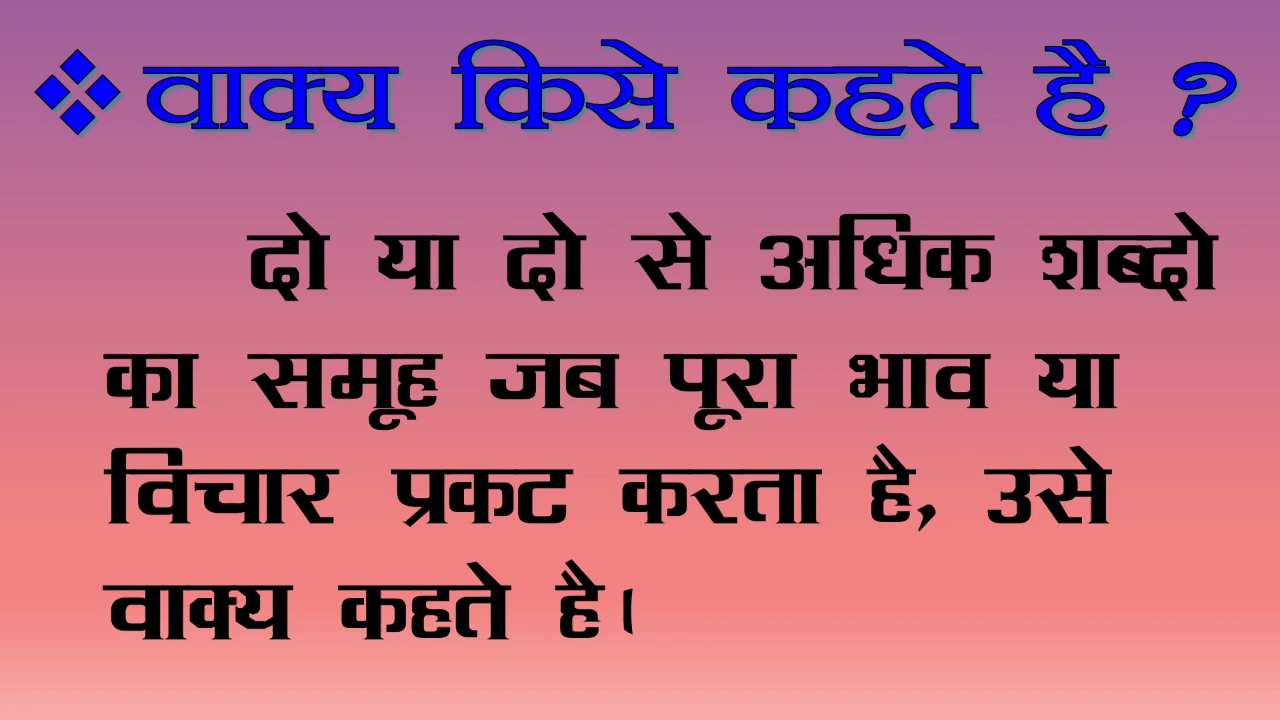 ❖ वाक्य किसे कहते है ?
दो या दो से अधिक शब्दो
का समूह जब पूरा भाव या
विचार प्रकट करता है, उसे
वाक्य कहते है।